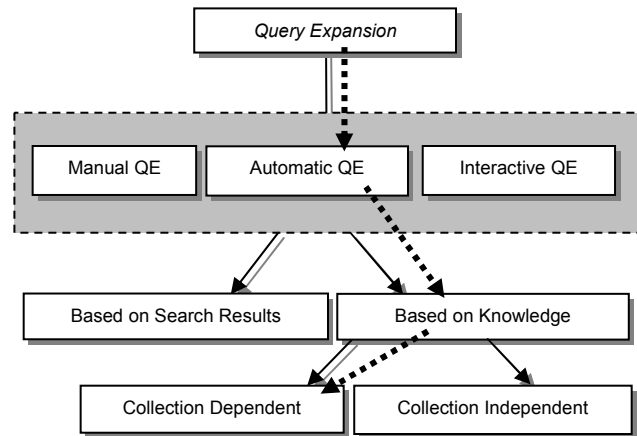 Query Expansion
Manual QE
Automatic QE
Interactive QE
Based on Search Results
Based on Knowledge
Collection Dependent
Collection Independent